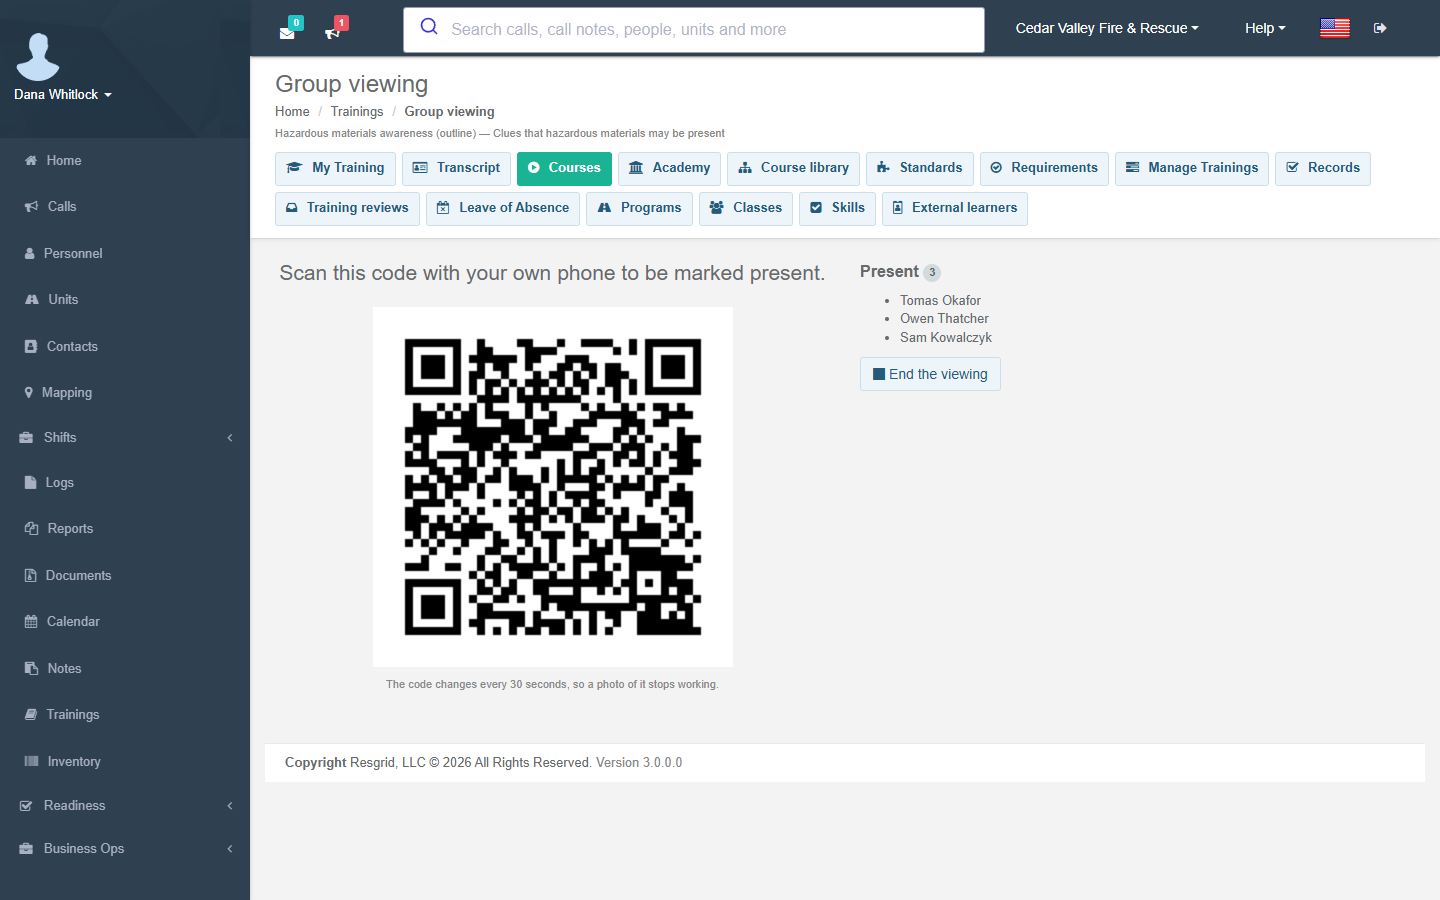 0
1
Search calls, call notes, people, units and more
Cedar Valley Fire & Rescue
Help
Dana Whitlock
Home
Calls
Personnel
Units
Contacts
Mapping
Shifts
Logs
Reports
Documents
Calendar
Notes
Trainings
Inventory
Readiness
Business Ops
Group viewing
Home / Trainings / Group viewing
Hazardous materials awareness (outline) — Clues that hazardous materials may be present
My Training
Transcript
Courses
Academy
Course library
Standards
Requirements
Manage Trainings
Records
Training reviews
Leave of Absence
Programs
Classes
Skills
External learners
Scan this code with your own phone to be marked present.
The code changes every 30 seconds, so a photo of it stops working.
Present 3
Tomas Okafor
Owen Thatcher
Sam Kowalczyk
End the viewing
Copyright Resgrid, LLC © 2026 All Rights Reserved. Version 3.0.0.0